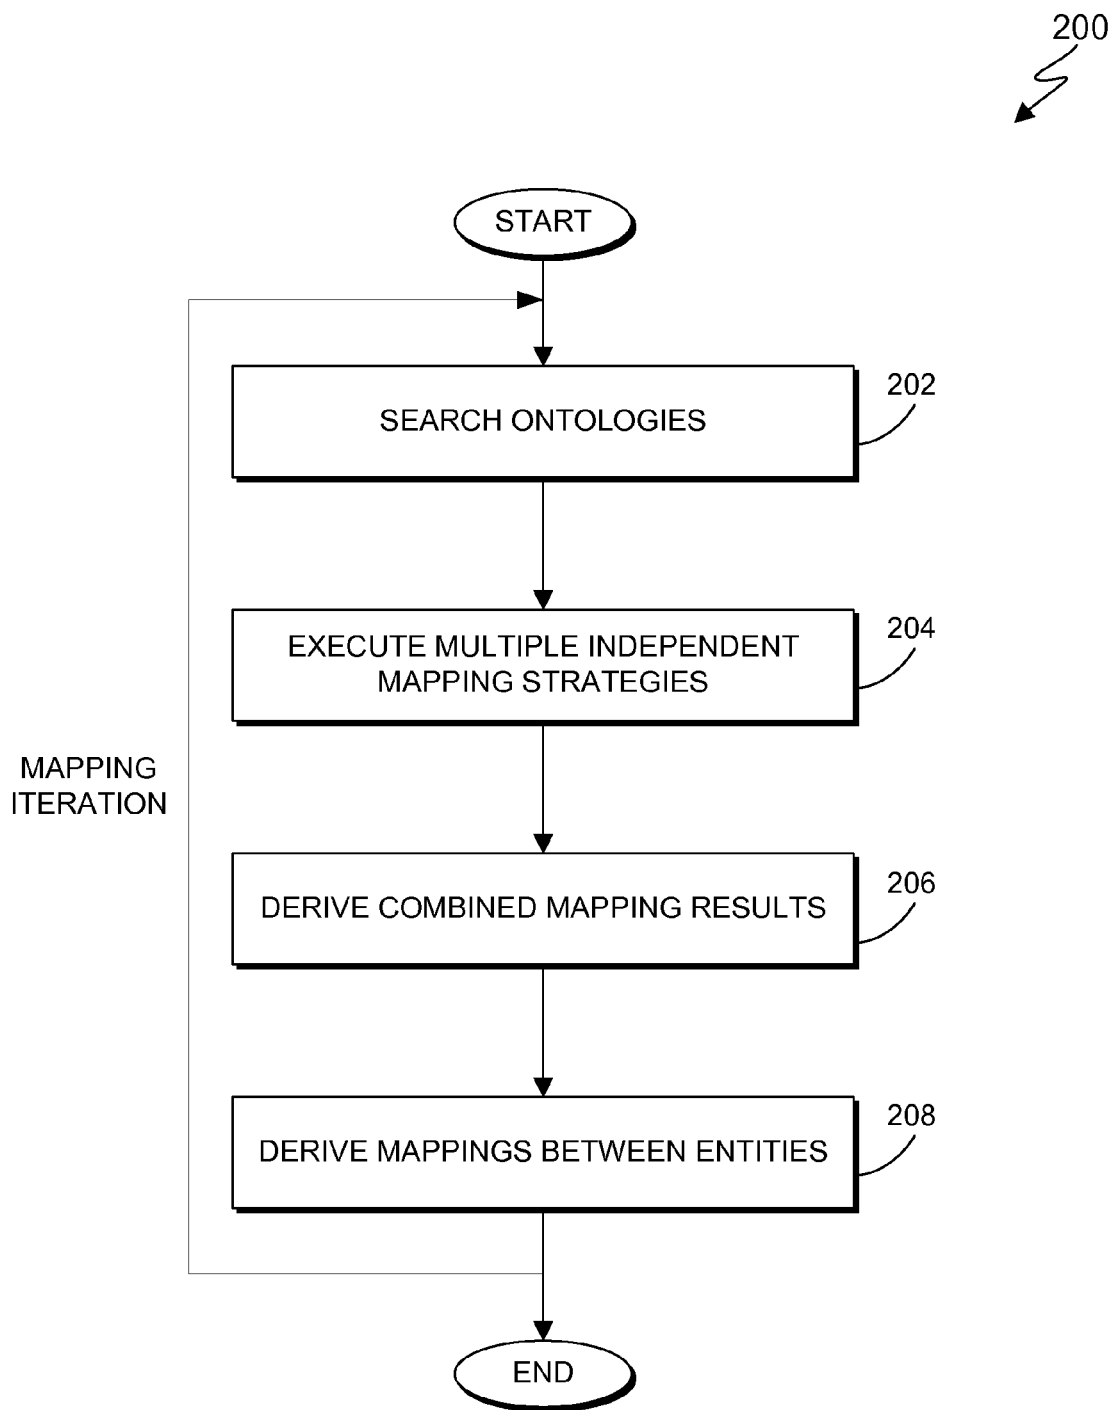 200
START
SEARCH ONTOLOGIES
202
EXECUTE MULTIPLE INDEPENDENT
MAPPING STRATEGIES
204
MAPPING
ITERATION
DERIVE COMBINED MAPPING RESULTS
206
DERIVE MAPPINGS BETWEEN ENTITIES
208
END